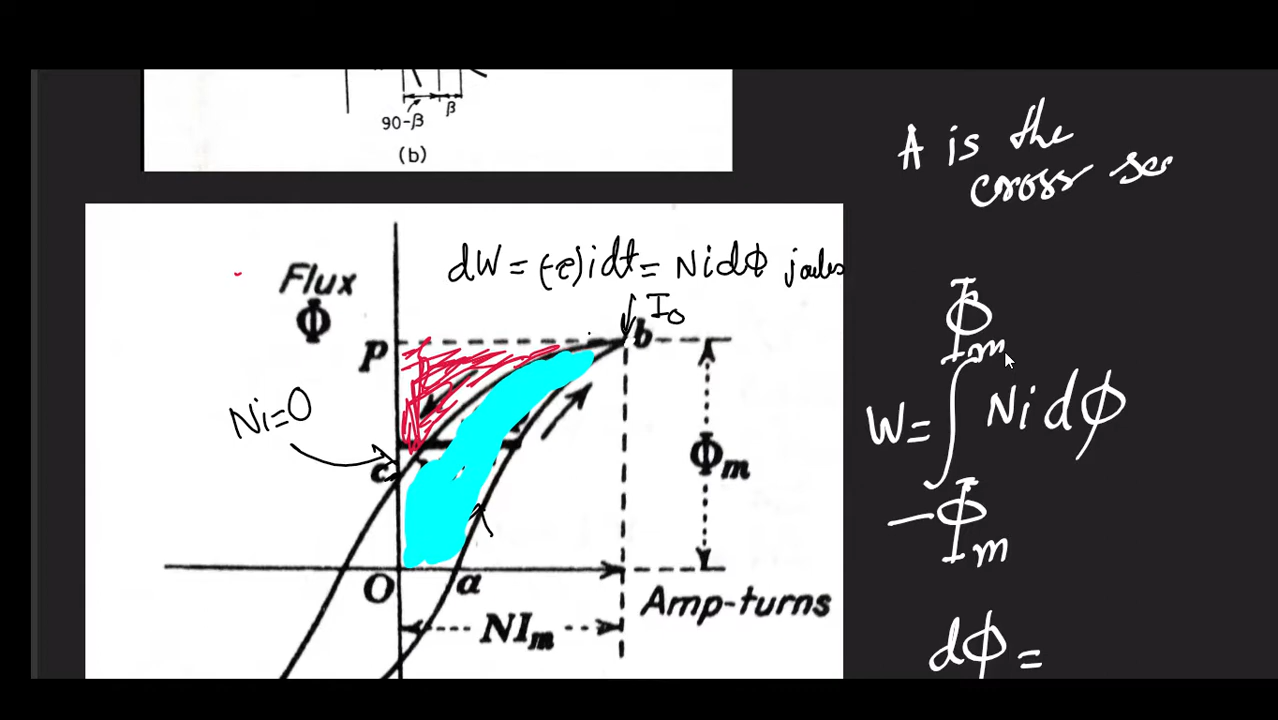 90-β
β
(b)
A is the
cross sec
dW = (-e)idt = Nidϕ joules
Flux
Φ
I₀
p
b
Φm
Ni=0
W = ∫ Nidϕ
c
Φm
-Φm
O
a
Amp-turns
NIm
dϕ =